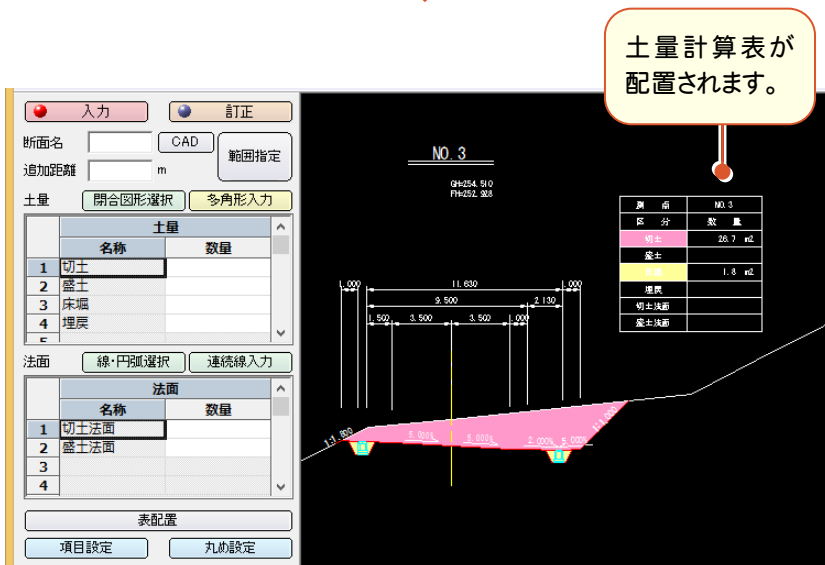 土量計算表が
配置されます。
入力 訂正
断面名 CAD 範囲指定
追加距離 m
土量 閉合図形選択 多角形入力
土量
名称 数量
1 切土
2 盛土
3 床堀
4 埋戻
5
法面 線・円弧選択 連続線入力
法面
名称 数量
1 切土法面
2 盛土法面
3
4
表配置
項目設定 丸め設定
NO.3
GH=254.510
FH=252.928
測 点 NO.3
区 分 数 量
切土 26.7 m2
盛土
1.8 m2
埋戻
切土法面
盛土法面
1.000 11.630 1.000
9.500 2.130
1.500 3.500 3.500 1.000
1:1.000
5.000%
2.000% 5.000%